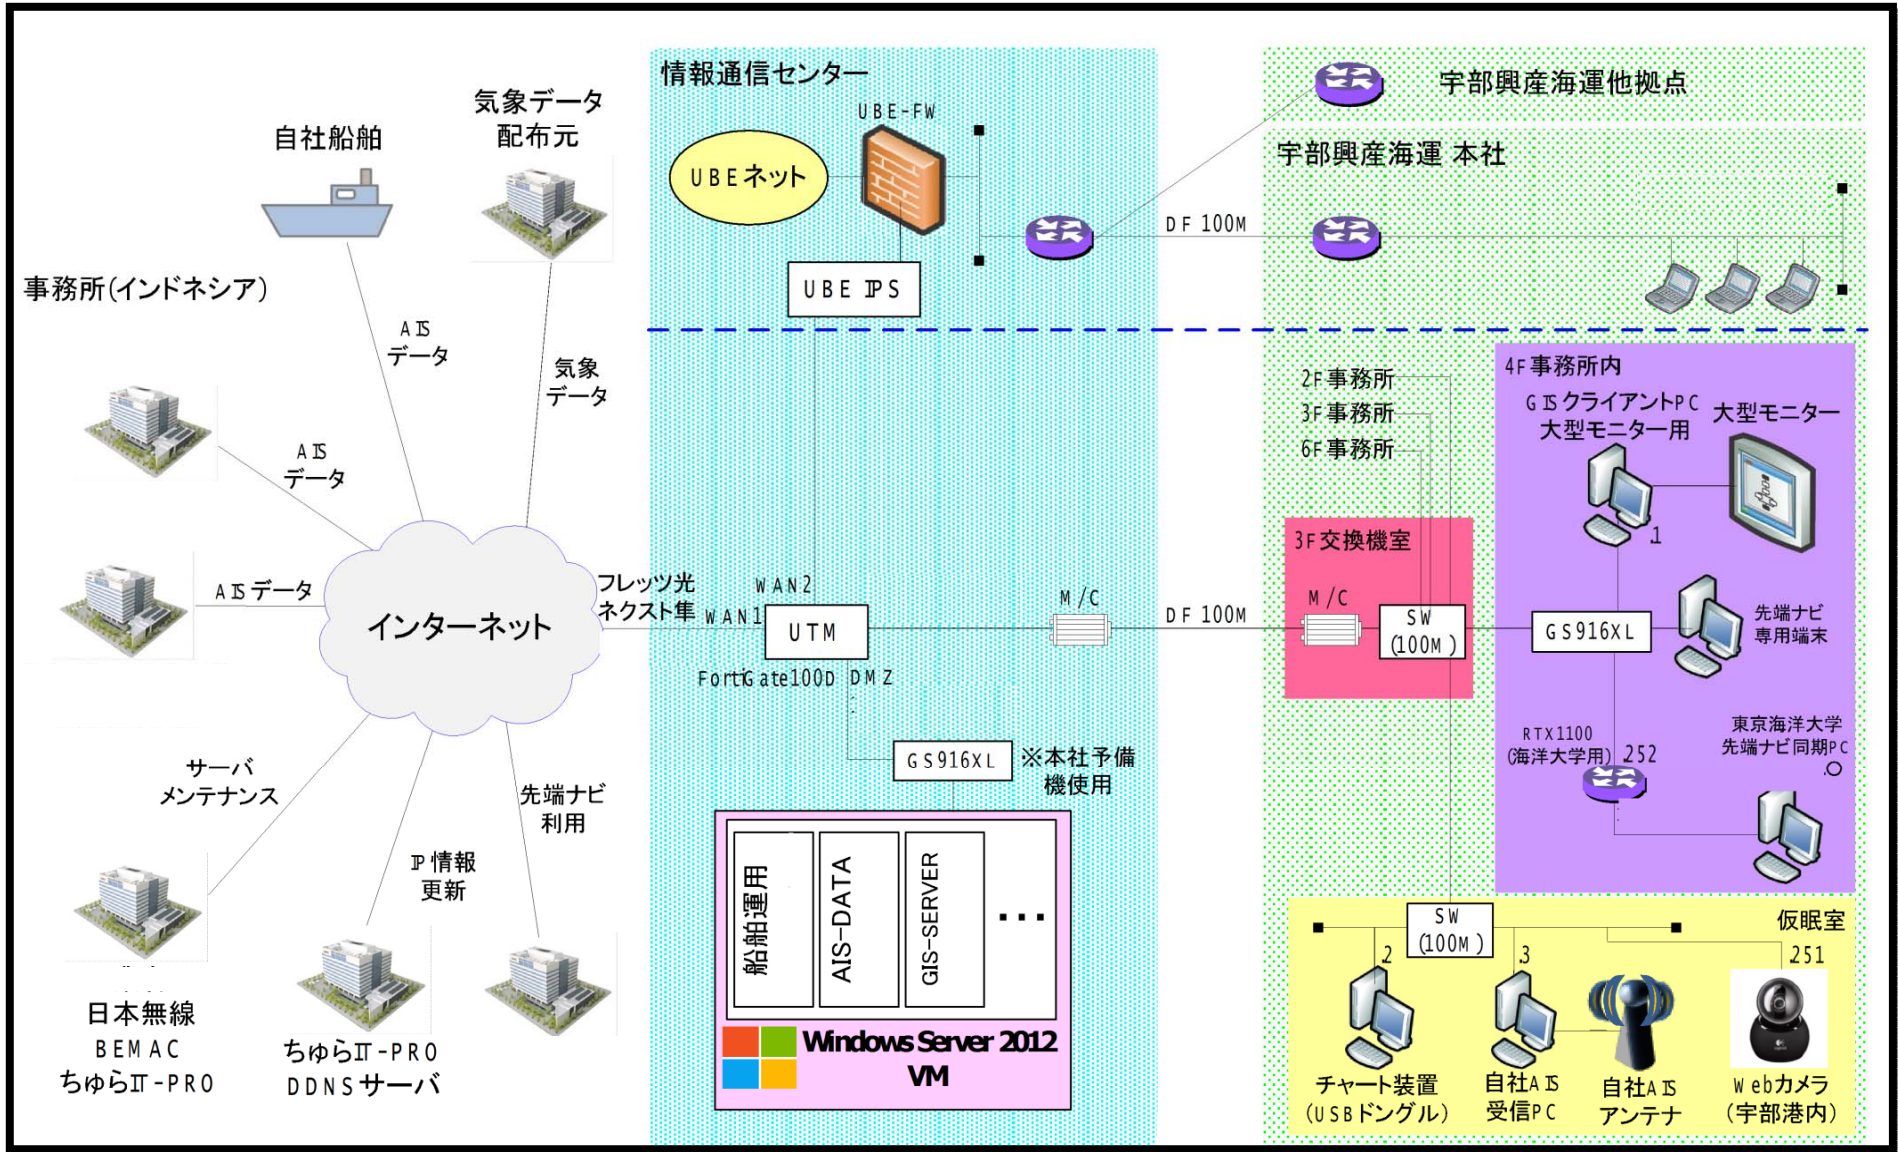 情報通信センター
宇部興産海運他拠点
気象データ
配布元
UBE-FW
自社船舶
宇部興産海運 本社
UBEネット
DF 100M
事務所(インドネシア)
UBE IPS
AIS
データ
気象
データ
2F事務所
3F事務所
6F事務所
4F事務所内
GISクライアントPC
大型モニター用
大型モニター
.1
AIS
データ
3F交換機室
AISデータ
フレッツ光
ネクスト隼
WAN2
WAN1
UTM
M/C
DF 100M
M/C
SW
(100M)
GS916XL
先端ナビ
専用端末
インターネット
FortiGate100D
DMZ
RTX1100
(海洋大学用)
.252
東京海洋大学
先端ナビ同期PC
GS916XL
※本社予備
機使用
サーバ
メンテナンス
先端ナビ
利用
IP情報
更新
船舶運用
AIS-DATA
GIS-SERVER
...
Windows Server 2012
VM
仮眠室
SW
(100M)
.2
.3
.251
日本無線
BEMAC
ちゅらIT-PRO
ちゅらIT-PRO
DDNSサーバ
チャート装置
(USBドングル)
自社AIS
受信PC
自社AIS
アンテナ
Webカメラ
(宇部港内)